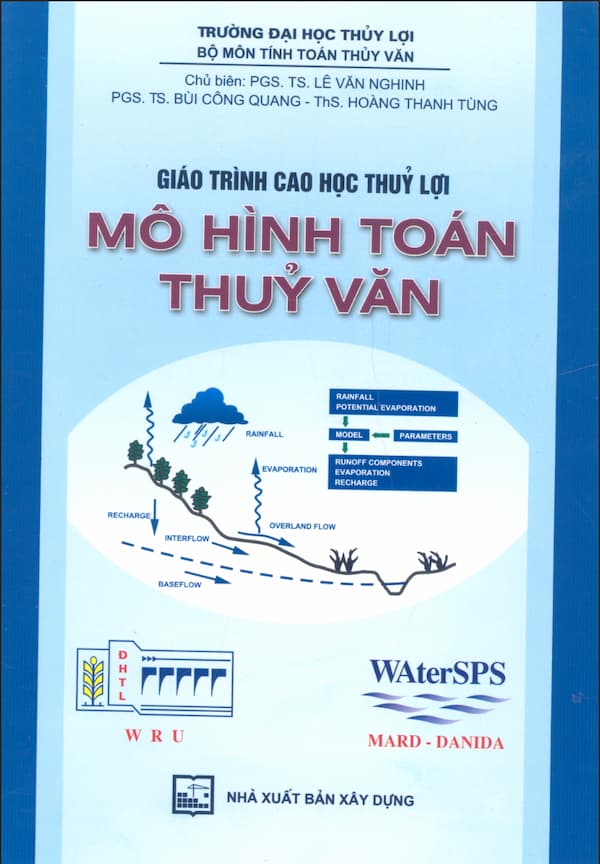 TRƯỜNG ĐẠI HỌC THỦY LỢI
BỘ MÔN TÍNH TOÁN THỦY VĂN
Chủ biên: PGS. TS. LÊ VĂN NGHINH
PGS. TS. BÙI CÔNG QUANG - ThS. HOÀNG THANH TÙNG
GIÁO TRÌNH CAO HỌC THUỶ LỢI
MÔ HÌNH TOÁN
THUỶ VĂN
RAINFALL
POTENTIAL EVAPORATION
MODEL
PARAMETERS
RUNOFF COMPONENTS
EVAPORATION
RECHARGE
RAINFALL
EVAPORATION
RECHARGE
OVERLAND FLOW
INTERFLOW
BASEFLOW
ĐHTL
WRU
WAterSPS
MARD - DANIDA
NHÀ XUẤT BẢN XÂY DỰNG